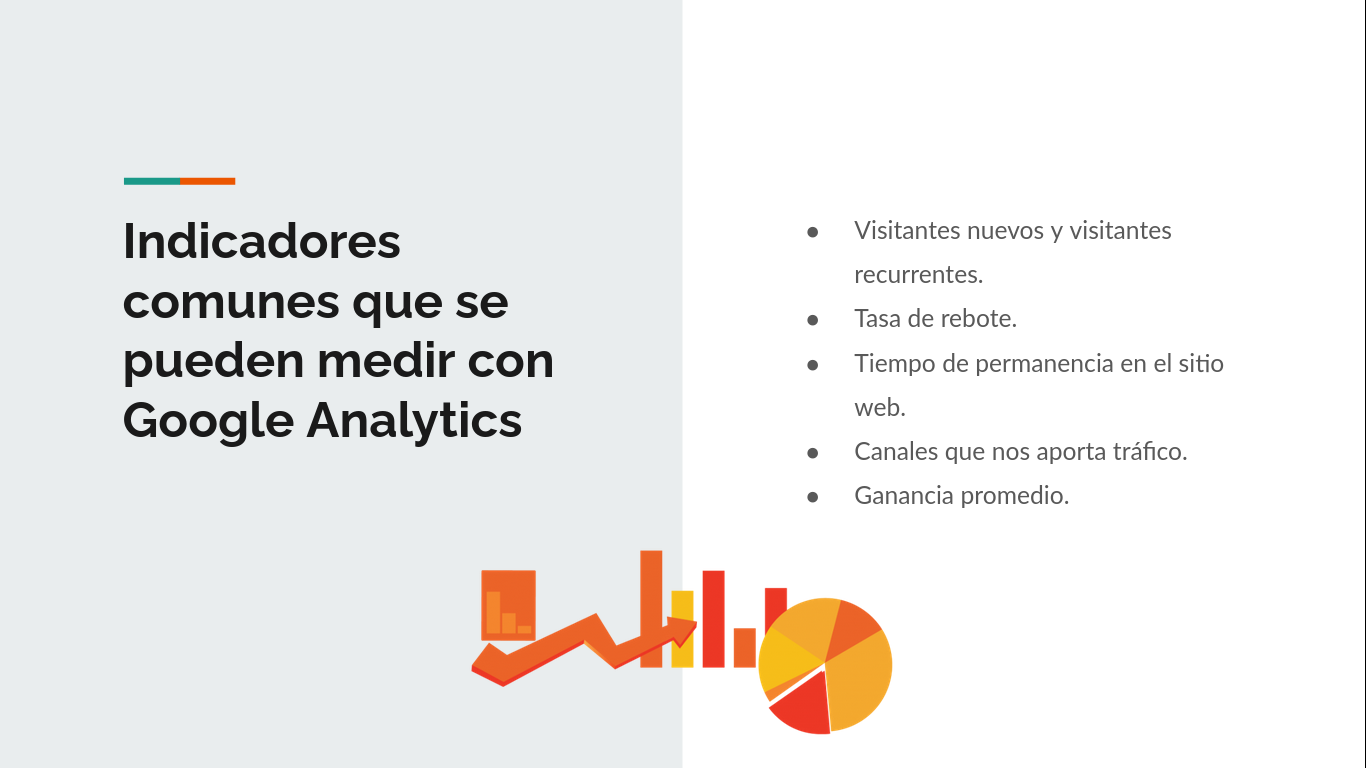 Indicadores
comunes que se
pueden medir con
Google Analytics
● Visitantes nuevos y visitantes
recurrentes.
● Tasa de rebote.
● Tiempo de permanencia en el sitio
web.
● Canales que nos aporta tráfico.
● Ganancia promedio.